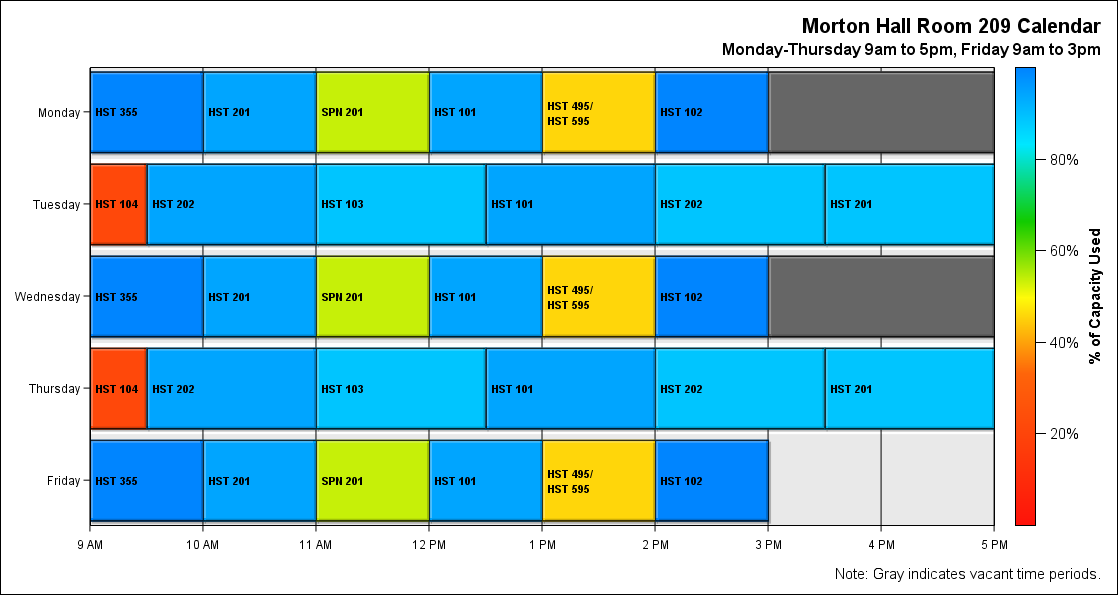 Morton Hall Room 209 Calendar
Monday-Thursday 9am to 5pm, Friday 9am to 3pm
Monday
HST 355
HST 201
SPN 201
HST 101
HST 495/
HST 595
HST 102
Tuesday
HST 104
HST 202
HST 103
HST 101
HST 202
HST 201
Wednesday
HST 355
HST 201
SPN 201
HST 101
HST 495/
HST 595
HST 102
Thursday
HST 104
HST 202
HST 103
HST 101
HST 202
HST 201
Friday
HST 355
HST 201
SPN 201
HST 101
HST 495/
HST 595
HST 102
9 AM
10 AM
11 AM
12 PM
1 PM
2 PM
3 PM
4 PM
5 PM
80%
60%
40%
20%
% of Capacity Used
Note: Gray indicates vacant time periods.